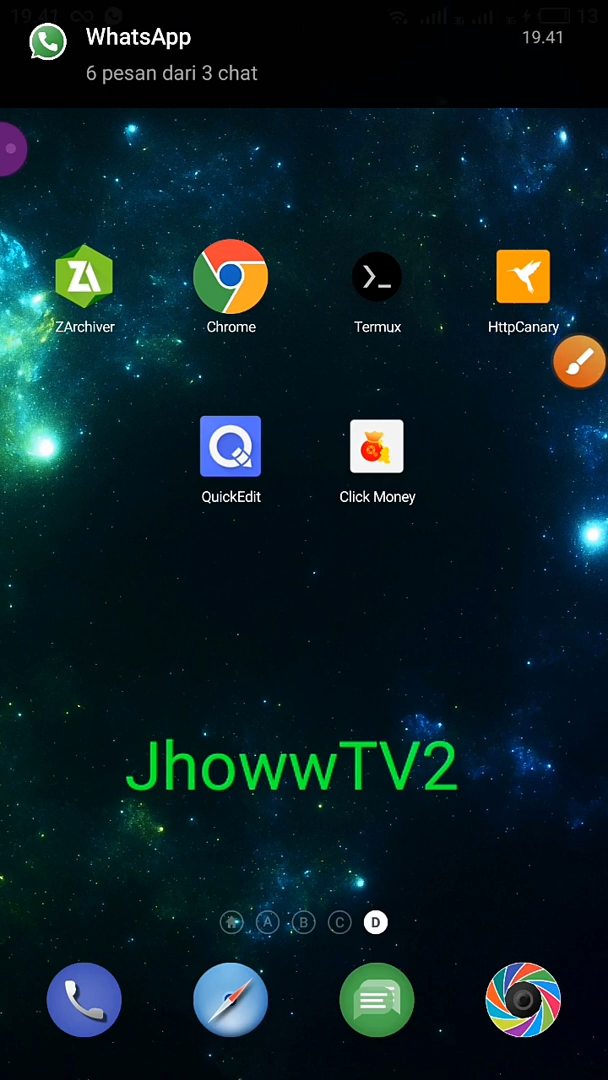 19.41
13
WhatsApp
19.41
6 pesan dari 3 chat
ZArchiver
Chrome
Termux
HttpCanary
QuickEdit
Click Money
JhowwTV2
A B C D